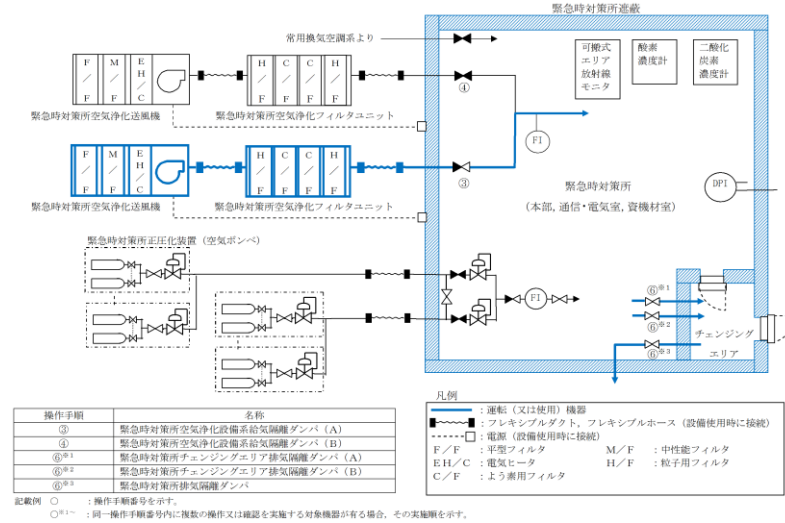 緊急時対策所遮蔽
常用換気空調系より
可搬式
エリア
放射線
モニタ
酸素
濃度計
二酸化
炭素
濃度計
F/F
M/F
EH/C
H/F
C/F
C/F
H/F
④
緊急時対策所空気浄化送風機
緊急時対策所空気浄化フィルタユニット
FI
F/F
M/F
EH/C
H/F
C/F
C/F
H/F
③
緊急時対策所空気浄化送風機
緊急時対策所空気浄化フィルタユニット
緊急時対策所
(本部,通信・電気室,資機材室)
DPI
緊急時対策所正圧化装置（空気ボンベ）
FI
⑥※1
⑥※2
⑥※3
チェンジング
エリア
操作手順 名称
③ 緊急時対策所空気浄化設備系給気隔離ダンパ（A）
④ 緊急時対策所空気浄化設備系給気隔離ダンパ（B）
⑥※1 緊急時対策所チェンジングエリア排気隔離ダンパ（A）
⑥※2 緊急時対策所チェンジングエリア排気隔離ダンパ（B）
⑥※3 緊急時対策所排気隔離ダンパ
記載例 ○ ：操作手順番号を示す。
○※1～ ：同一操作手順番号内に複数の操作又は確認を実施する対象機器が有る場合，その実施順を示す。
凡例
：運転（又は使用）機器
：フレキシブルダクト，フレキシブルホース（設備使用時に接続）
：電源（設備使用時に接続）
F／F ：平型フィルタ M／F ：中性能フィルタ
EH／C ：電気ヒータ H／F ：粒子用フィルタ
C／F ：よう素用フィルタ